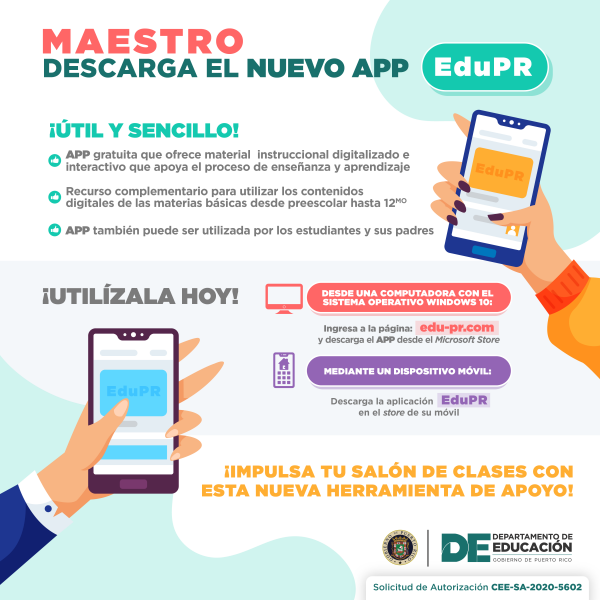 MAESTRO
DESCARGA EL NUEVO APP EduPR
¡ÚTIL Y SENCILLO!
APP gratuita que ofrece material instruccional digitalizado e
interactivo que apoya el proceso de enseñanza y aprendizaje
Recurso complementario para utilizar los contenidos
digitales de las materias básicas desde preescolar hasta 12MO
APP también puede ser utilizada por los estudiantes y sus padres
EduPR
¡UTILÍZALA HOY!
DESDE UNA COMPUTADORA CON EL
SISTEMA OPERATIVO WINDOWS 10:
Ingresa a la página: edu-pr.com
y descarga el APP desde el Microsoft Store
MEDIANTE UN DISPOSITIVO MÓVIL:
Descarga la aplicación EduPR
en el store de su móvil
EduPR
¡IMPULSA TU SALÓN DE CLASES CON
ESTA NUEVA HERRAMIENTA DE APOYO!
DE DEPARTAMENTO DE
EDUCACIÓN
GOBIERNO DE PUERTO RICO
Solicitud de Autorización CEE-SA-2020-5602